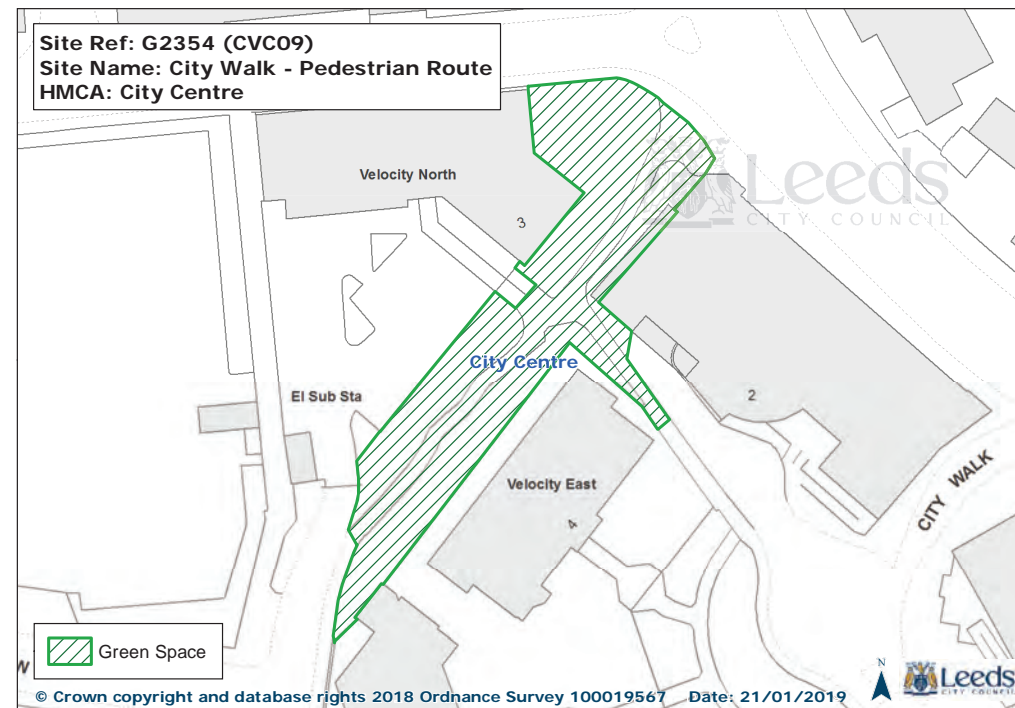 Site Ref: G2354 (CVC09)
Site Name: City Walk - Pedestrian Route
HMCA: City Centre
Leeds
CITY COUNCIL
Velocity North
3
City Centre
El Sub Sta
2
Velocity East
4
CITY WALK
Green Space
W
© Crown copyright and database rights 2018 Ordnance Survey 100019567 Date: 21/01/2019
N
Leeds
CITY COUNCIL